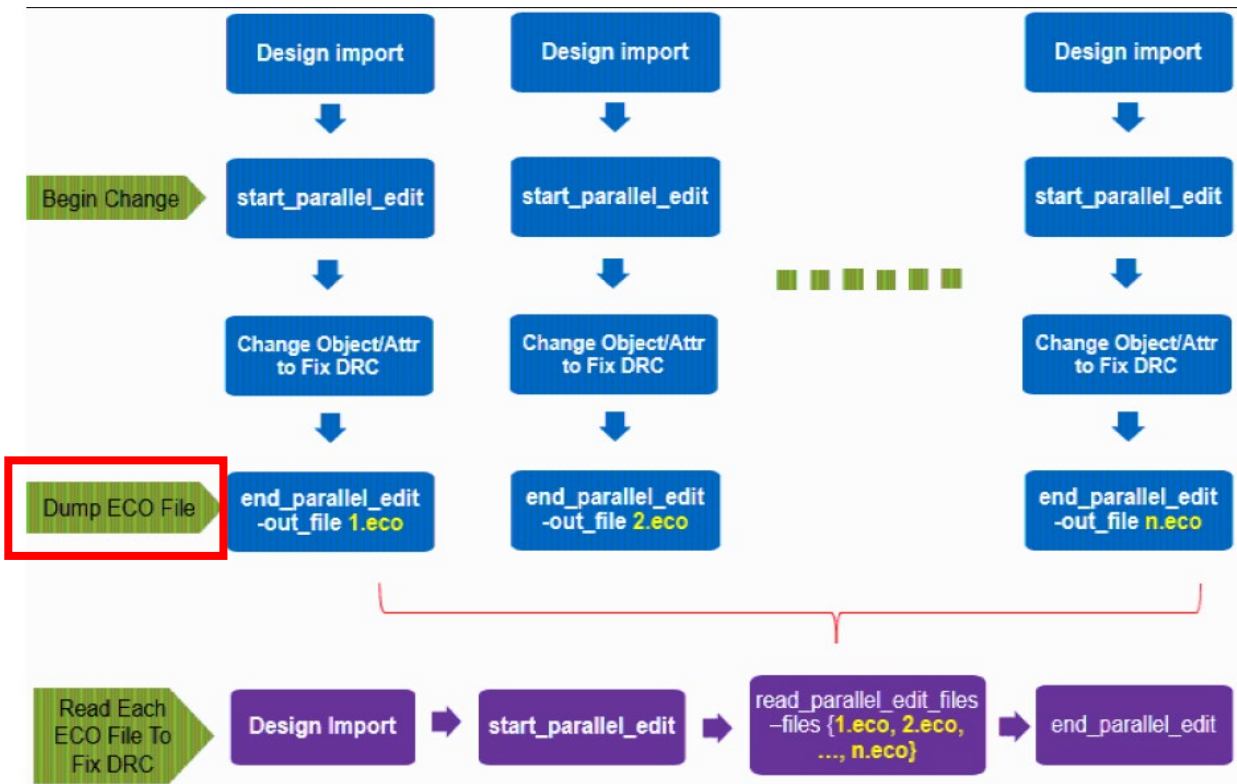 Design import
Design import
Design import
Begin Change
start_parallel_edit
start_parallel_edit
start_parallel_edit
Change Object/Attr
to Fix DRC
Change Object/Attr
to Fix DRC
Change Object/Attr
to Fix DRC
Dump ECO File
end_parallel_edit
-out_file 1.eco
end_parallel_edit
-out_file 2.eco
end_parallel_edit
-out_file n.eco
Read Each
ECO File To
Fix DRC
Design Import
start_parallel_edit
read_parallel_edit_files
–files {1.eco, 2.eco,
..., n.eco}
end_parallel_edit